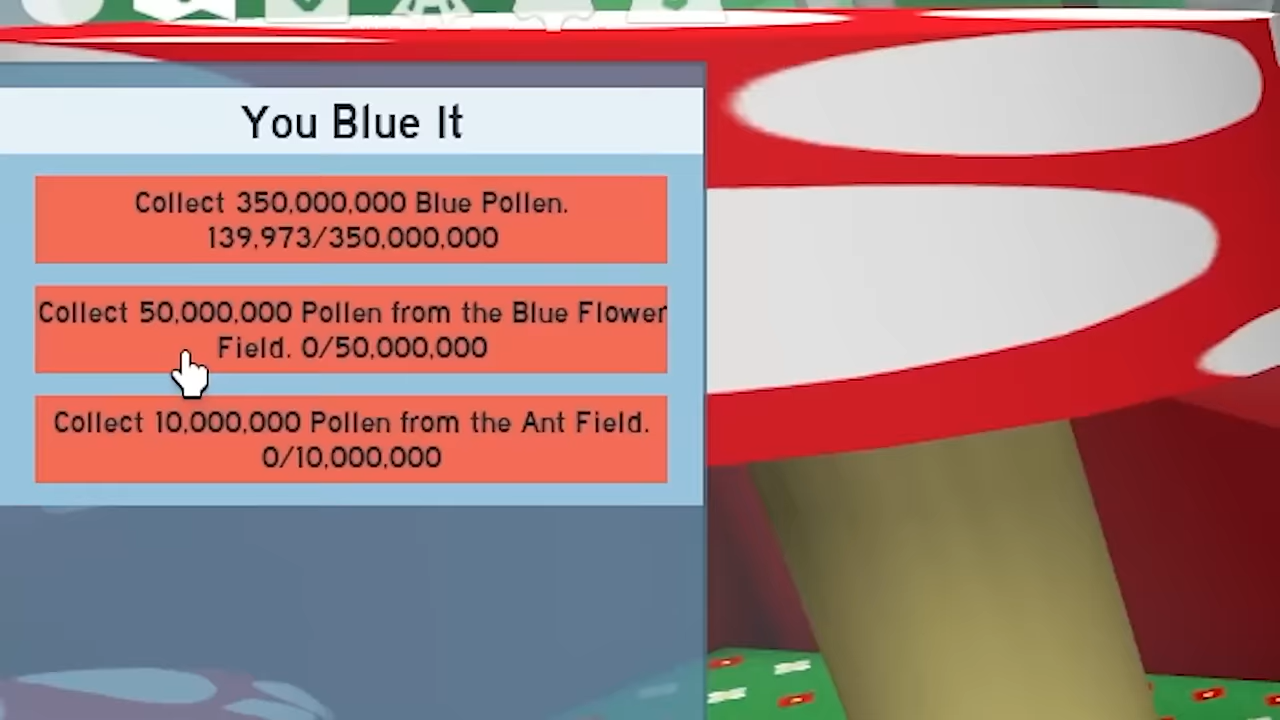 You Blue It
Collect 350,000,000 Blue Pollen.
139,973/350,000,000
Collect 50,000,000 Pollen from the Blue Flower
Field. 0/50,000,000
Collect 10,000,000 Pollen from the Ant Field.
0/10,000,000